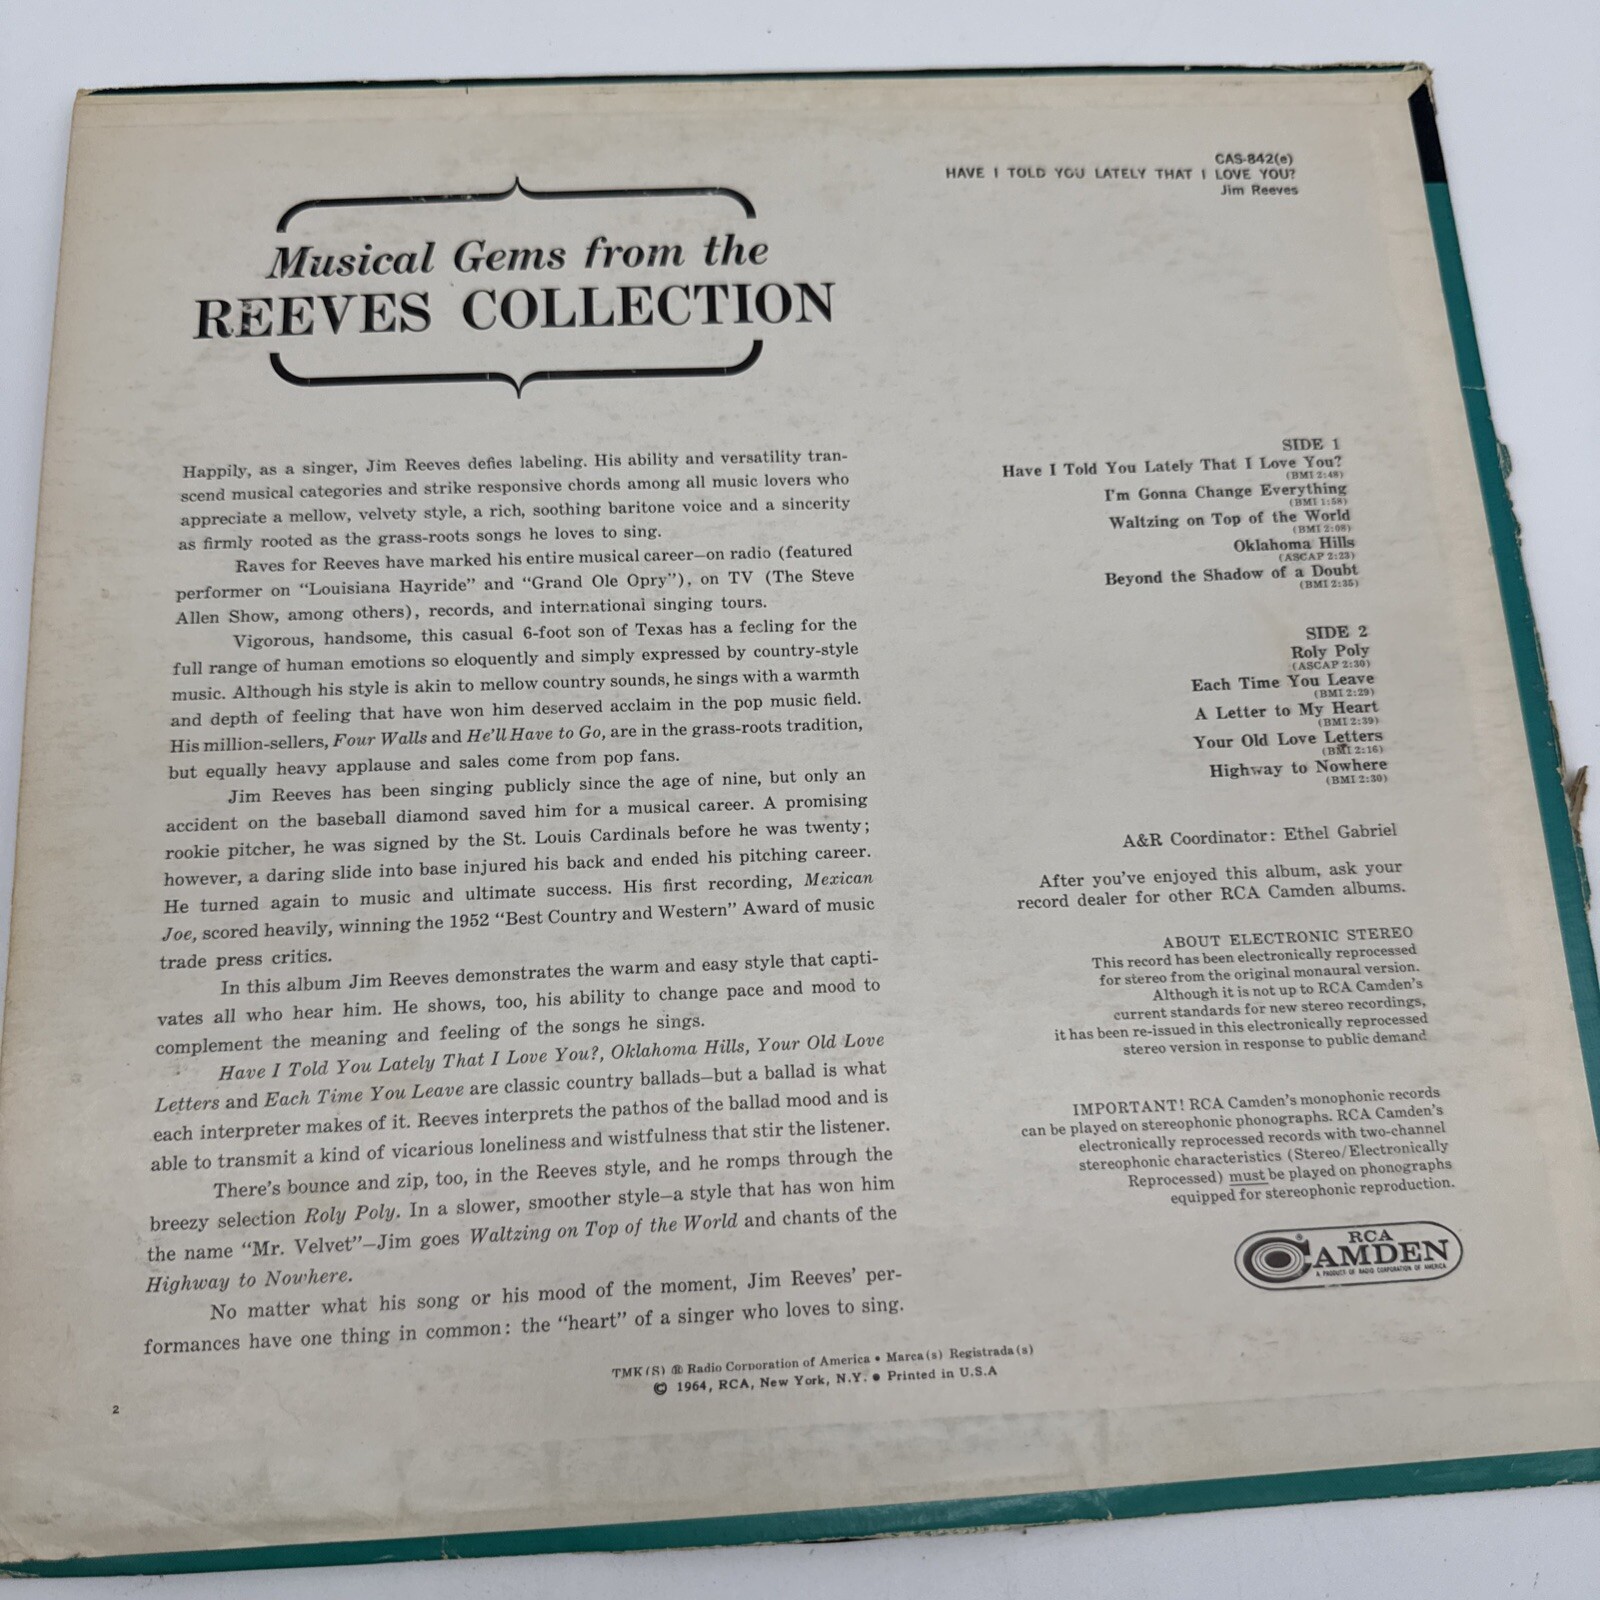 CAS-842(e)
HAVE I TOLD YOU LATELY THAT I LOVE YOU?
Jim Reeves
Musical Gems from the
REEVES COLLECTION
Happily, as a singer, Jim Reeves defies labeling. His ability and versatility tran-
scend musical categories and strike responsive chords among all music lovers who
appreciate a mellow, velvety style, a rich, soothing baritone voice and a sincerity
as firmly rooted as the grass-roots songs he loves to sing.
Raves for Reeves have marked his entire musical career—on radio (featured
performer on "Louisiana Hayride" and "Grand Ole Opry"), on TV (The Steve
Allen Show, among others), records, and international singing tours.
Vigorous, handsome, this casual 6-foot son of Texas has a feeling for the
full range of human emotions so eloquently and simply expressed by country-style
music. Although his style is akin to mellow country sounds, he sings with a warmth
and depth of feeling that have won him deserved acclaim in the pop music field.
His million-sellers, Four Walls and He'll Have to Go, are in the grass-roots tradition,
but equally heavy applause and sales come from pop fans.
Jim Reeves has been singing publicly since the age of nine, but only an
accident on the baseball diamond saved him for a musical career. A promising
rookie pitcher, he was signed by the St. Louis Cardinals before he was twenty;
however, a daring slide into base injured his back and ended his pitching career.
He turned again to music and ultimate success. His first recording, Mexican
Joe, scored heavily, winning the 1952 "Best Country and Western" Award of music
trade press critics.
In this album Jim Reeves demonstrates the warm and easy style that capti-
vates all who hear him. He shows, too, his ability to change pace and mood to
complement the meaning and feeling of the songs he sings.
Have I Told You Lately That I Love You?, Oklahoma Hills, Your Old Love
Letters and Each Time You Leave are classic country ballads—but a ballad is what
each interpreter makes of it. Reeves interprets the pathos of the ballad mood and is
able to transmit a kind of vicarious loneliness and wistfulness that stir the listener.
There's bounce and zip, too, in the Reeves style, and he romps through the
breezy selection Roly Poly. In a slower, smoother style—a style that has won him
the name "Mr. Velvet"—Jim goes Waltzing on Top of the World and chants of the
Highway to Nowhere.
No matter what his song or his mood of the moment, Jim Reeves' per-
formances have one thing in common: the "heart" of a singer who loves to sing.
SIDE 1
Have I Told You Lately That I Love You?
(BMI 2:48)
I'm Gonna Change Everything
(BMI 1:58)
Waltzing on Top of the World
(BMI 2:08)
Oklahoma Hills
(ASCAP 2:23)
Beyond the Shadow of a Doubt
(BMI 2:35)
SIDE 2
Roly Poly
(ASCAP 2:30)
Each Time You Leave
(BMI 2:29)
A Letter to My Heart
(BMI 2:39)
Your Old Love Letters
(BMI 2:16)
Highway to Nowhere
(BMI 2:30)
A&R Coordinator: Ethel Gabriel
After you've enjoyed this album, ask your
record dealer for other RCA Camden albums.
ABOUT ELECTRONIC STEREO
This record has been electronically reprocessed
for stereo from the original monaural version.
Although it is not up to RCA Camden's
current standards for new stereo recordings,
it has been re-issued in this electronically reprocessed
stereo version in response to public demand
IMPORTANT! RCA Camden's monophonic records
can be played on stereophonic phonographs. RCA Camden's
electronically reprocessed records with two-channel
stereophonic characteristics (Stereo/Electronically
Reprocessed) must be played on phonographs
equipped for stereophonic reproduction.
RCA
CAMDEN
A PRODUCT OF RADIO CORPORATION OF AMERICA
TMK(S) ® Radio Corporation of America • Marca(s) Registrada(s)
© 1964, RCA, New York, N.Y. • Printed in U.S.A
2